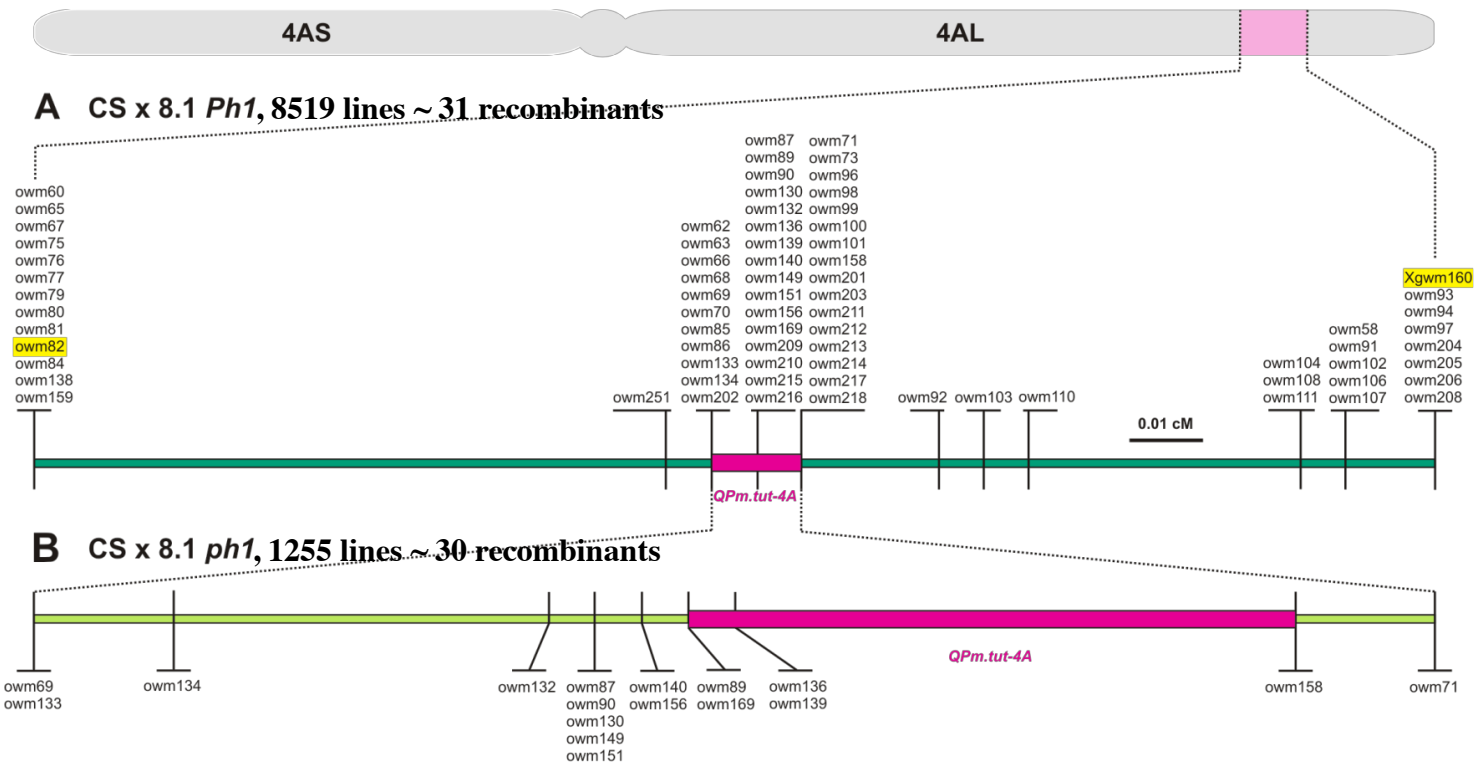 4AS
4AL
A CS x 8.1 Ph1, 8519 lines ~ 31 recombinants
owm60
owm65
owm67
owm75
owm76
owm77
owm79
owm80
owm81
owm82
owm84
owm138
owm159
owm251
owm62
owm63
owm66
owm68
owm69
owm70
owm85
owm86
owm133
owm134
owm202
owm87
owm89
owm90
owm130
owm132
owm136
owm139
owm140
owm149
owm151
owm156
owm169
owm209
owm210
owm215
owm216
owm71
owm73
owm96
owm98
owm99
owm100
owm101
owm158
owm201
owm203
owm211
owm212
owm213
owm214
owm217
owm218
owm92
owm103
owm110
0.01 cM
owm104
owm108
owm111
owm58
owm91
owm102
owm106
owm107
Xgwm160
owm93
owm94
owm97
owm204
owm205
owm206
owm208
QPm.tut-4A
B CS x 8.1 ph1, 1255 lines ~ 30 recombinants
QPm.tut-4A
owm69
owm133
owm134
owm132
owm87
owm90
owm130
owm149
owm151
owm140
owm156
owm89
owm169
owm136
owm139
owm158
owm71